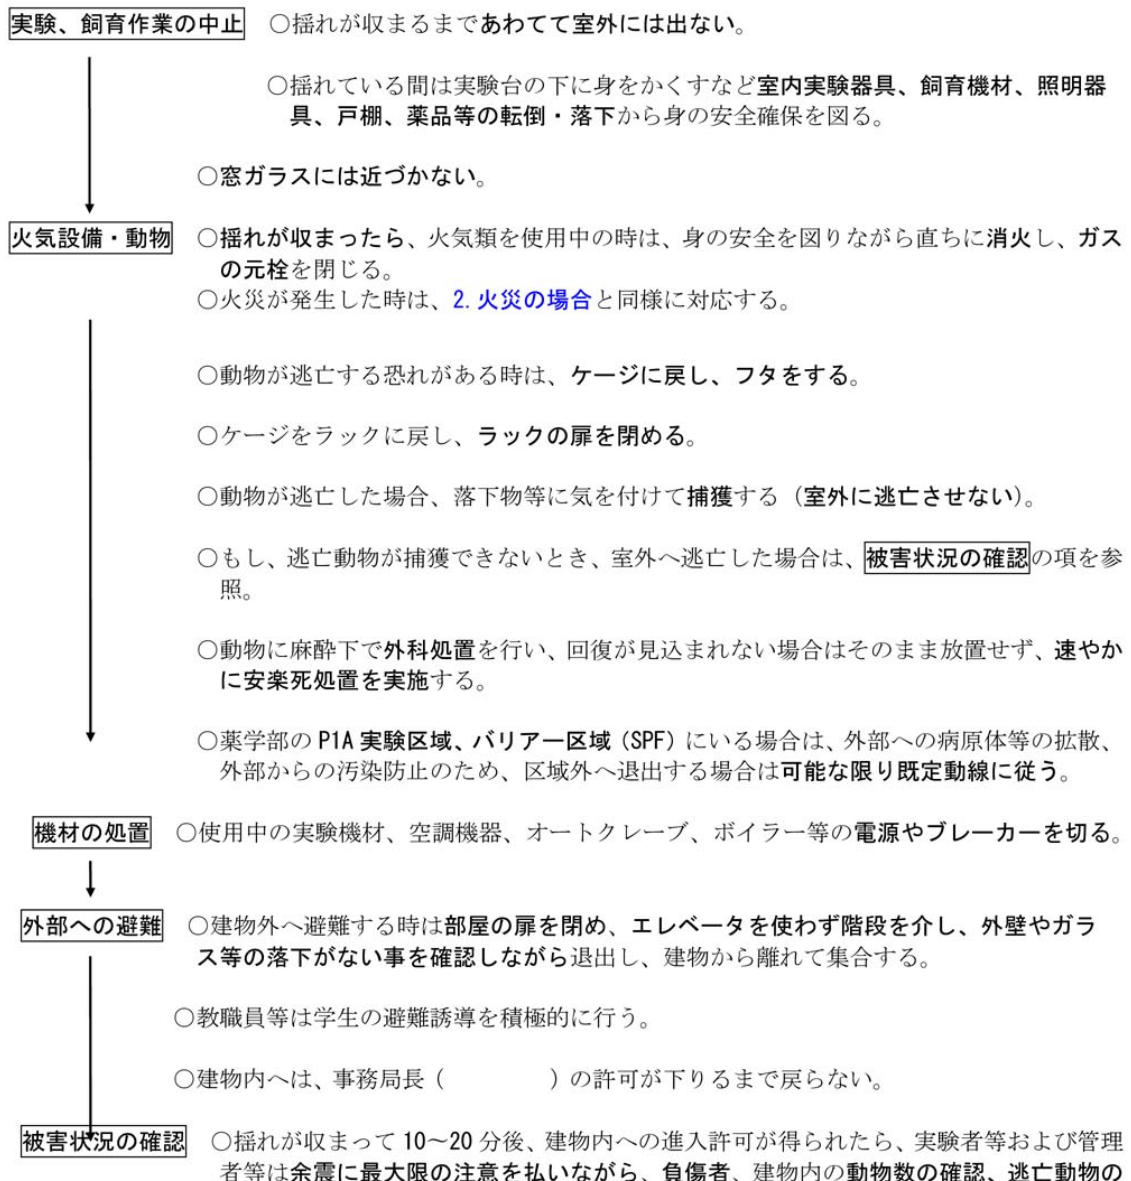 実験、飼育作業の中止 ○揺れが収まるまであわてて室外には出ない。
○揺れている間は実験台の下に身をかくすなど室内実験器具、飼育機材、照明器
具、戸棚、薬品等の転倒・落下から身の安全確保を図る。
○窓ガラスには近づかない。
火気設備・動物 ○揺れが収まったら、火気類を使用中の時は、身の安全を図りながら直ちに消火し、ガス
の元栓を閉じる。
○火災が発生した時は、2.火災の場合と同様に対応する。
○動物が逃亡する恐れがある時は、ケージに戻し、フタをする。
○ケージをラックに戻し、ラックの扉を閉める。
○動物が逃亡した場合、落下物等に気を付けて捕獲する（室外に逃亡させない）。
○もし、逃亡動物が捕獲できないとき、室外へ逃亡した場合は、被害状況の確認の項を参
照。
○動物に麻酔下で外科処置を行い、回復が見込まれない場合はそのまま放置せず、速やか
に安楽死処置を実施する。
○薬学部の P1A 実験区域、バリアー区域（SPF）にいる場合は、外部への病原体等の拡散、
外部からの汚染防止のため、区域外へ退出する場合は可能な限り既定動線に従う。
機材の処置 ○使用中の実験機材、空調機器、オートクレーブ、ボイラー等の電源やブレーカーを切る。
外部への避難 ○建物外へ避難する時は部屋の扉を閉め、エレベータを使わず階段を介し、外壁やガラ
ス等の落下がない事を確認しながら退出し、建物から離れて集合する。
○教職員等は学生の避難誘導を積極的に行う。
○建物内へは、事務局長（　　　　）の許可が下りるまで戻らない。
被害状況の確認 ○揺れが収まって 10～20 分後、建物内への進入許可が得られたら、実験者等および管理
者等は余震に最大限の注意を払いながら、負傷者、建物内の動物数の確認、逃亡動物の